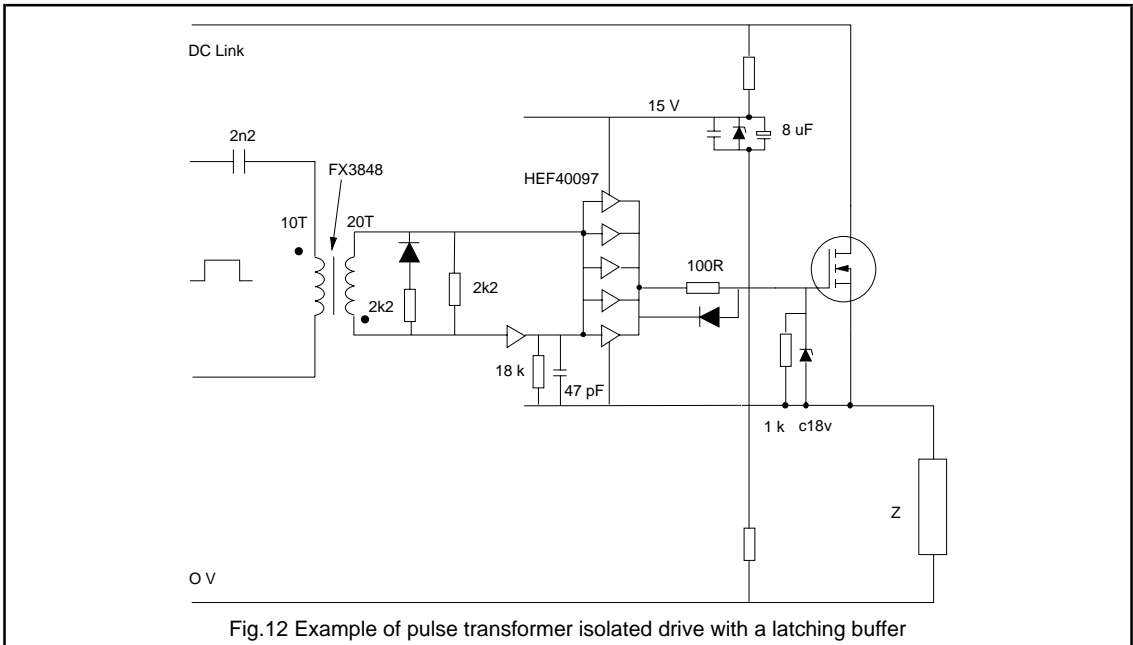 DC Link
15 V
8 uF
2n2
FX3848
HEF40097
10T
20T
100R
2k2
2k2
18 k
47 pF
1 k
c18v
Z
O V
Fig.12 Example of pulse transformer isolated drive with a latching buffer